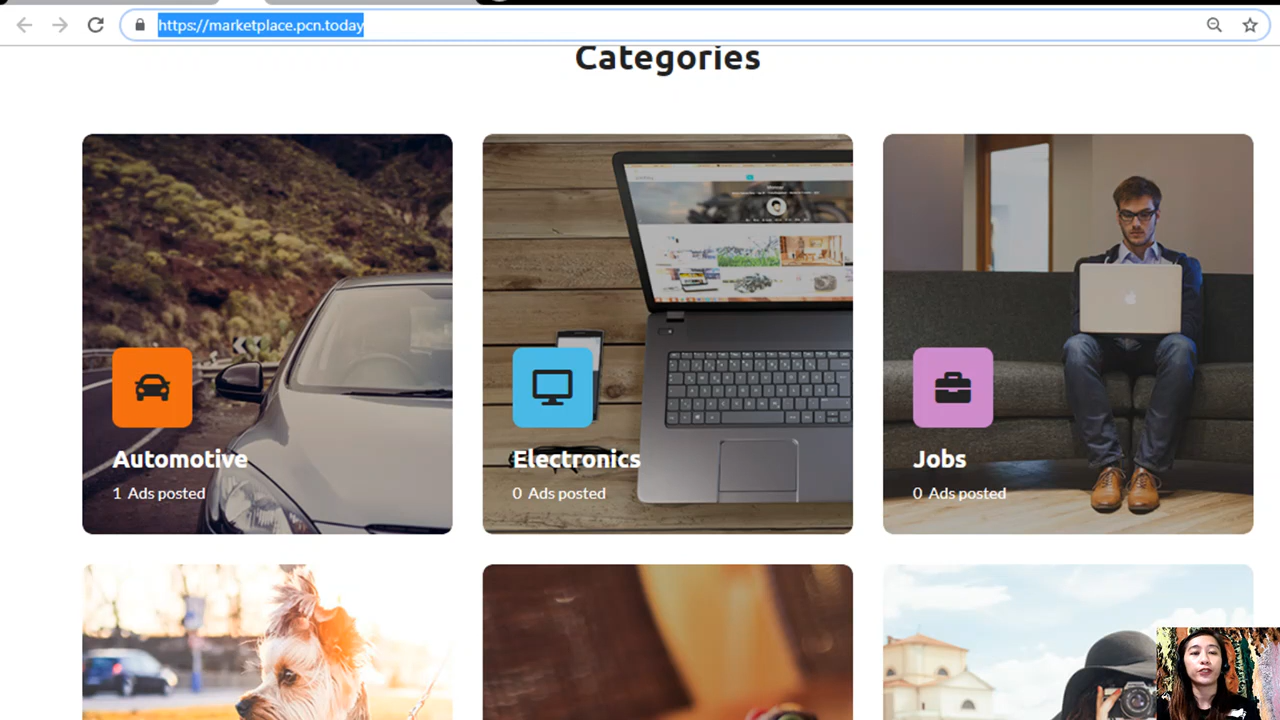 https://marketplace.pcn.today
Categories
Automotive
1 Ads posted
Electronics
0 Ads posted
Jobs
0 Ads posted